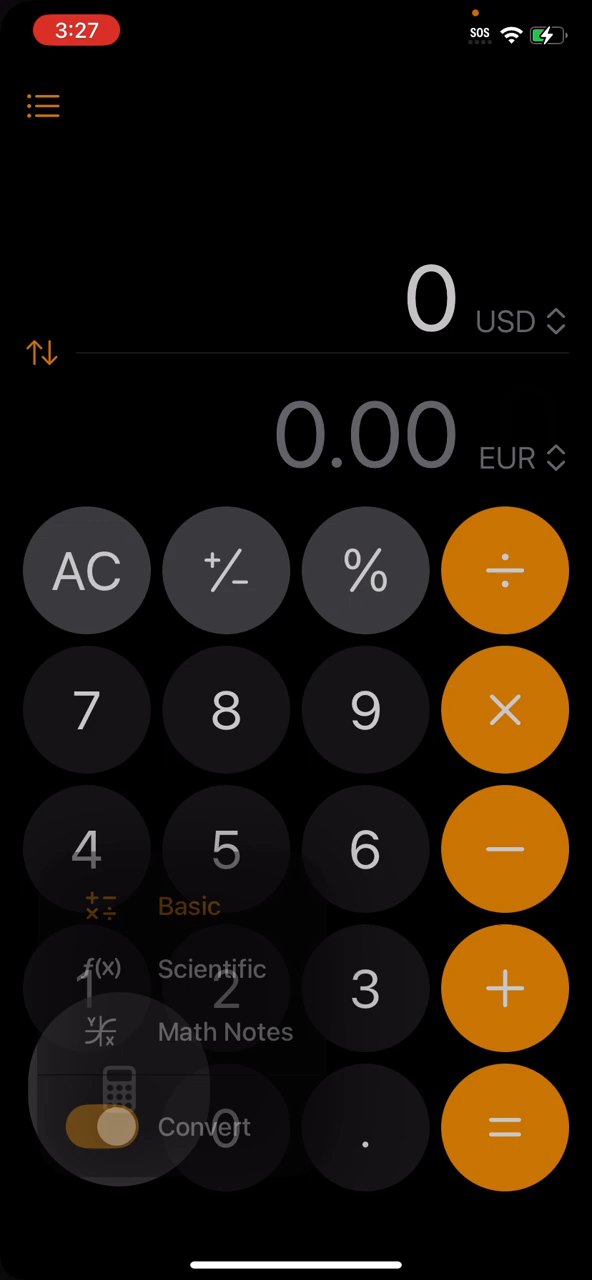 3:27
SOS
0 USD
0.00 EUR
AC +/− % ÷
7 8 9 ×
4 5 6 −
Basic
1 2 3 +
f(x) Scientific
Y X Math Notes
0 . =
Convert